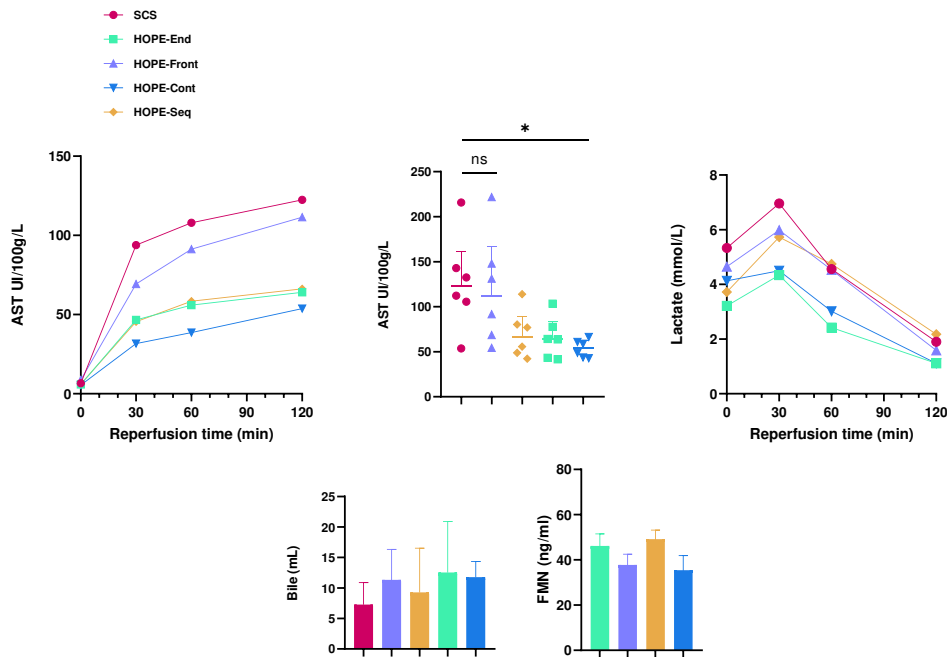 SCS
HOPE-End
HOPE-Front
HOPE-Cont
HOPE-Seq
AST UI/100g/L
150
100
50
0
0 30 60 90 120
Reperfusion time (min)
*
ns
AST UI/100g/L
250
200
150
100
50
0
Lactate (mmol/L)
8
6
4
2
0
0 30 60 90 120
Reperfusion time (min)
Bile (mL)
25
20
15
10
5
0
FMN (ng/ml)
80
60
40
20
0